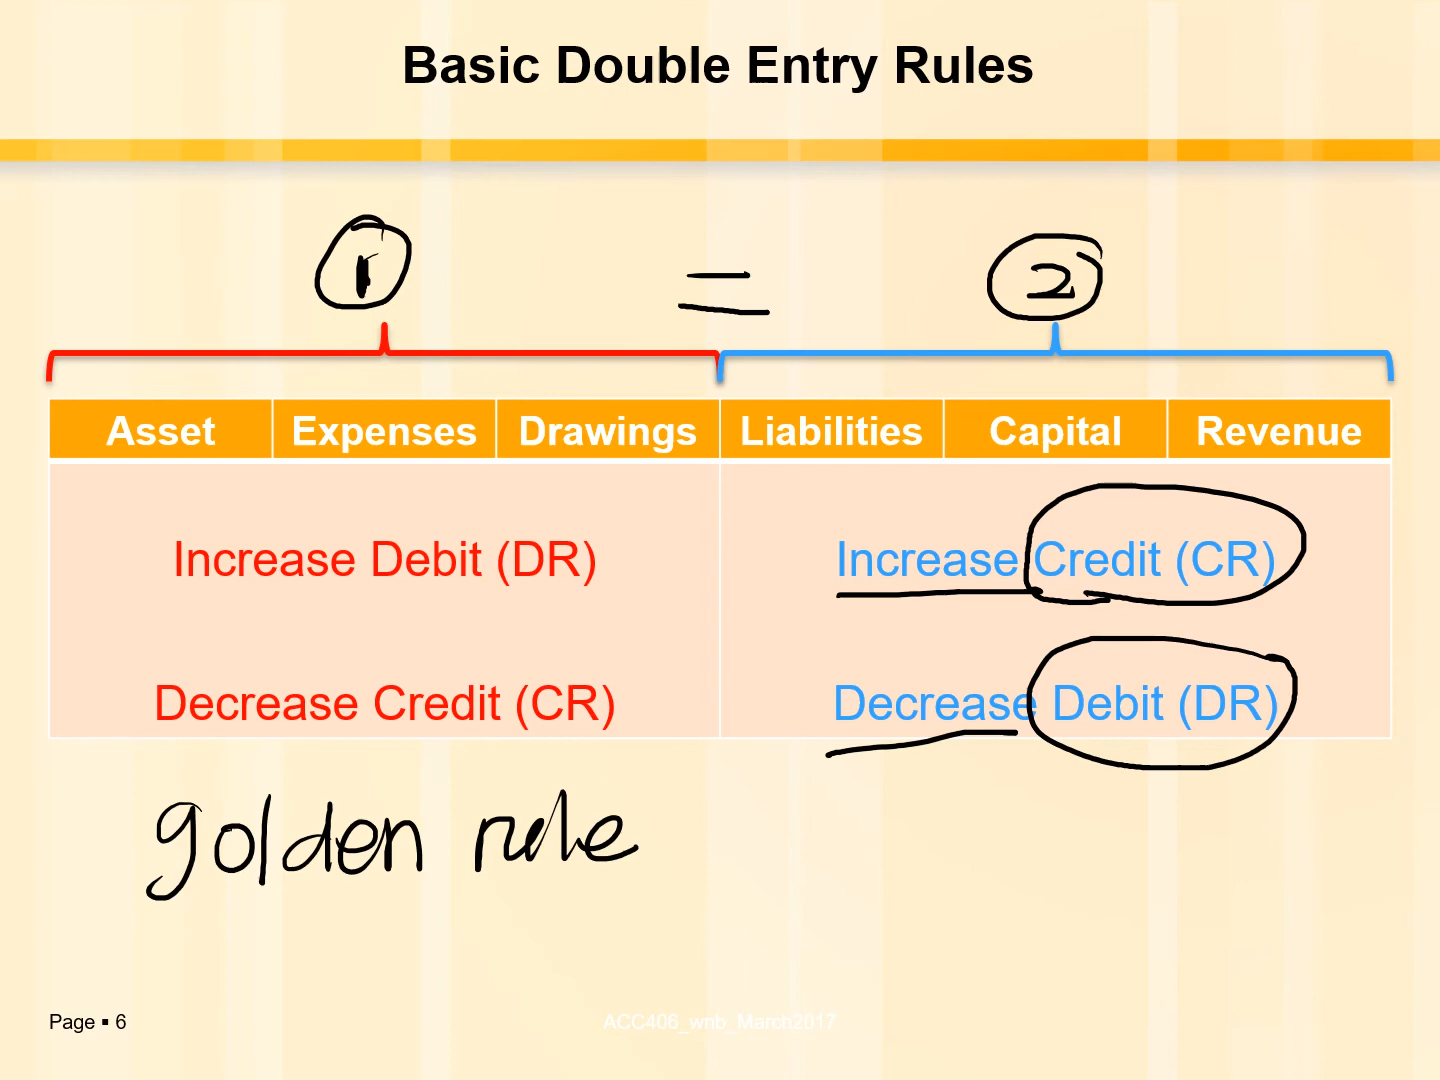 Basic Double Entry Rules
1 = 2
Asset Expenses Drawings Liabilities Capital Revenue
Increase Debit (DR) Increase Credit (CR)
Decrease Credit (CR) Decrease Debit (DR)
golden rule
Page ▪ 6 ACC406_wnb_March2017